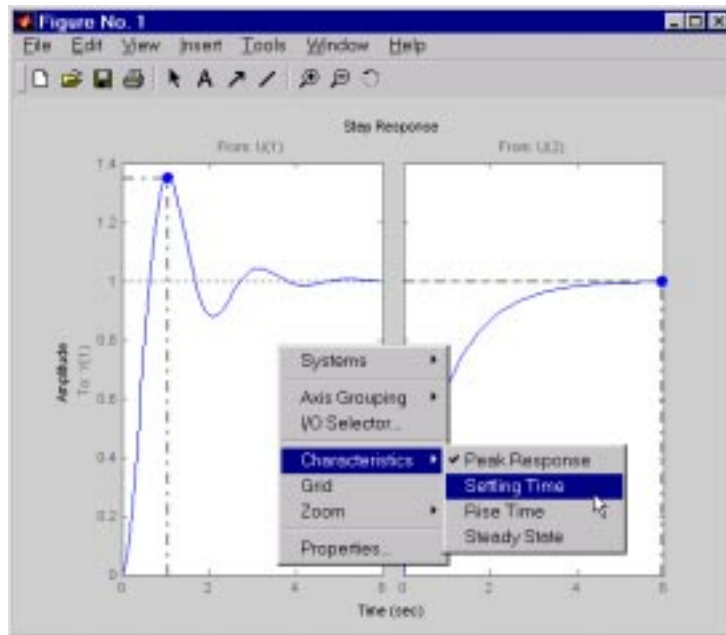 Figure No. 1
File Edit View Insert Tools Window Help
A
Step Response
From: U(1)
From: U(2)
1.4
1.2
1
0.8
0.6
0.4
0.2
0
Amplitude
To: Y(1)
Systems
Axis Grouping
I/O Selector...
Characteristics
Grid
Zoom
Properties...
Peak Response
Settling Time
Rise Time
Steady State
0 2 4 6
0 2 4 6
Time (sec)